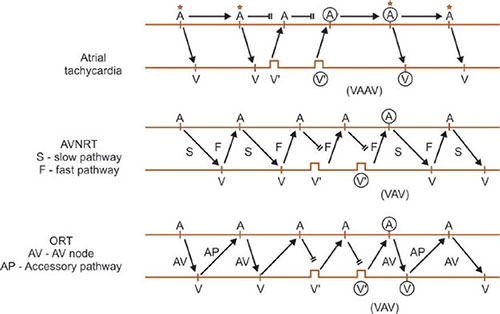 A A A A A A
Atrial
tachycardia
V V V' V' V V
(VAAV)
A A A A A A A
AVNRT
S - slow pathway
F - fast pathway
S F S F F F S F S
V V V' V' V V
(VAV)
A A A A A A
ORT
AV - AV node
AP - Accessory pathway
AV AP AV AV AP AV
V V V' V' V V
(VAV)